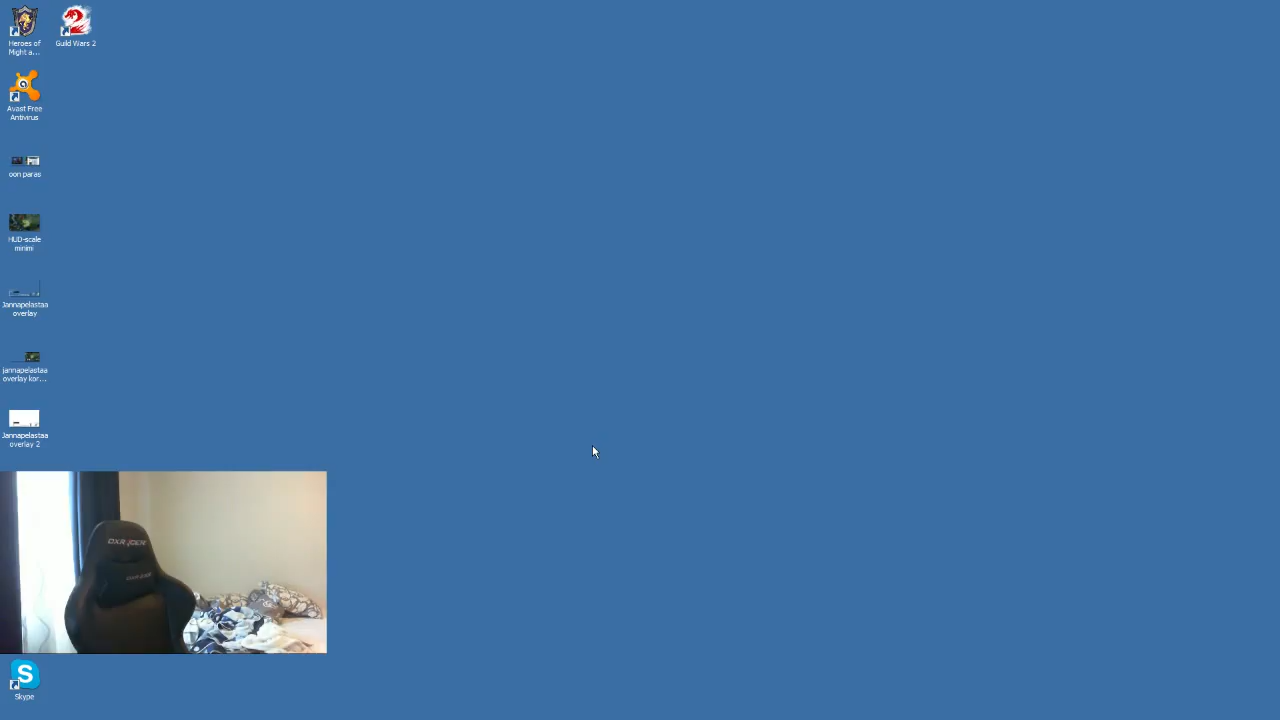 Heroes of
Might a...
Guild Wars 2
Avast Free
Antivirus
oon paras
HUD-scale
minimi
Jannapelastaa
overlay
jannapelastaa
overlay kor...
Jannapelastaa
overlay 2
DXRACER
Skype